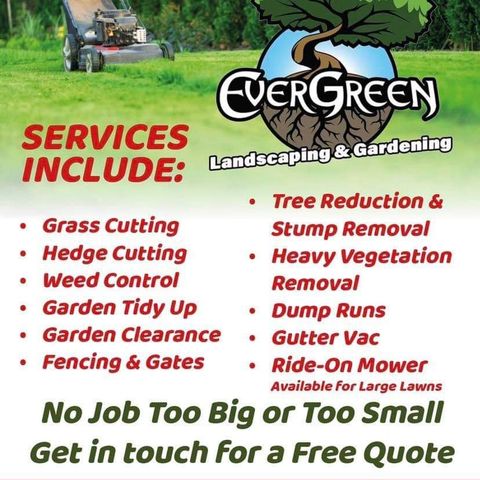 EVERGREEN
Landscaping & Gardening
SERVICES
INCLUDE:
• Grass Cutting
• Hedge Cutting
• Weed Control
• Garden Tidy Up
• Garden Clearance
• Fencing & Gates
• Tree Reduction &
Stump Removal
• Heavy Vegetation
Removal
• Dump Runs
• Gutter Vac
• Ride-On Mower
Available for Large Lawns
No Job Too Big or Too Small
Get in touch for a Free Quote